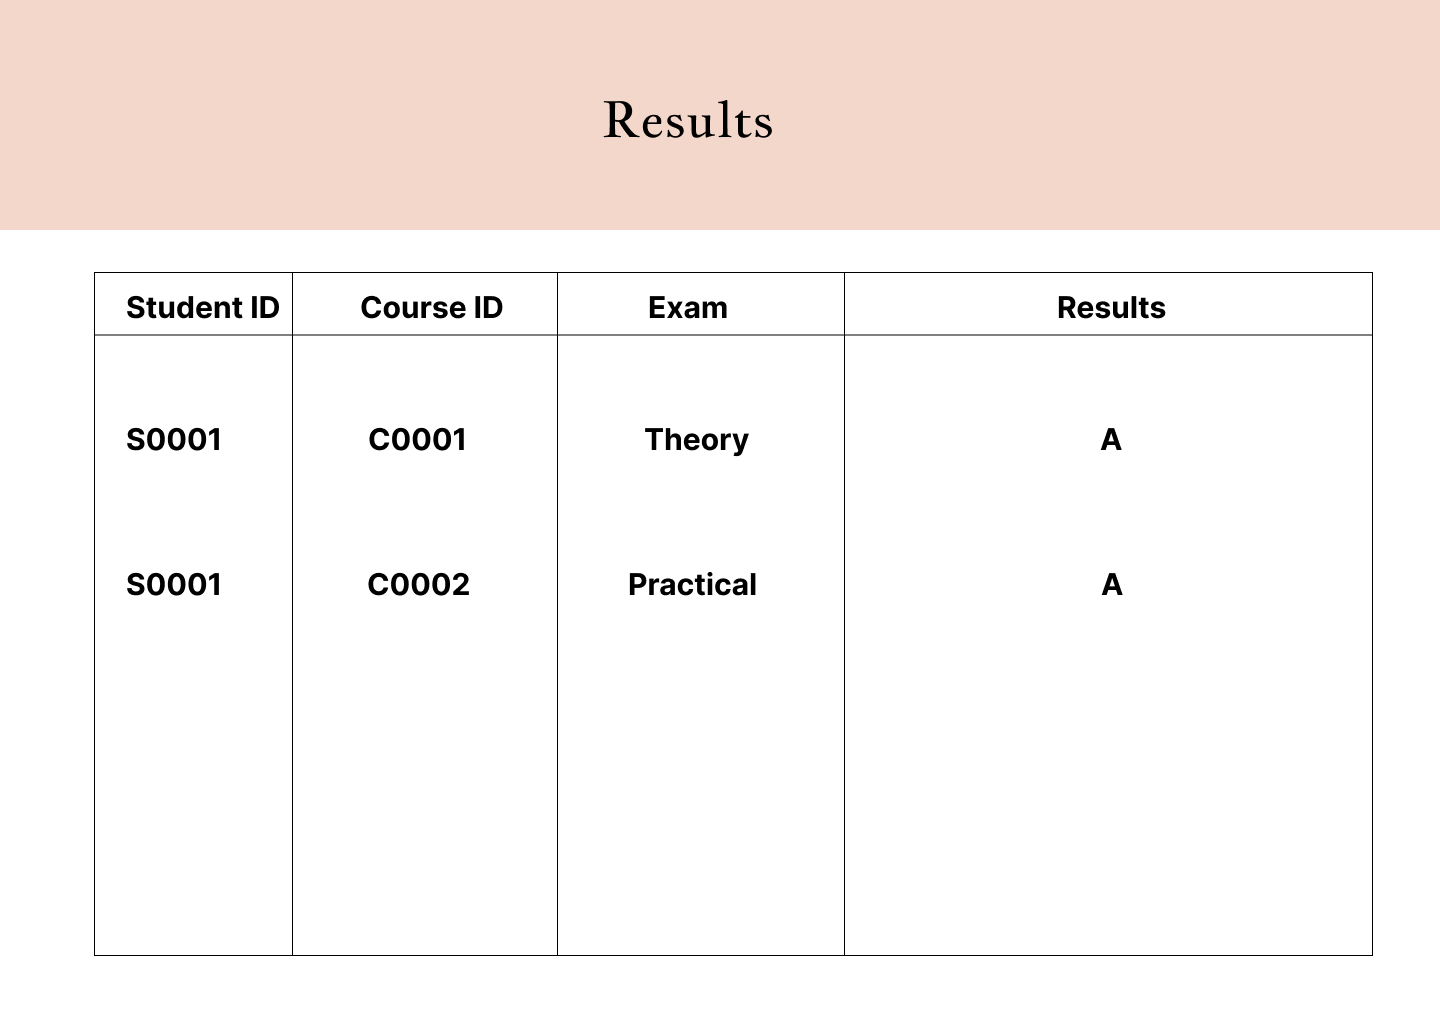 Results
Student ID Course ID Exam Results
S0001 C0001 Theory A
S0001 C0002 Practical A